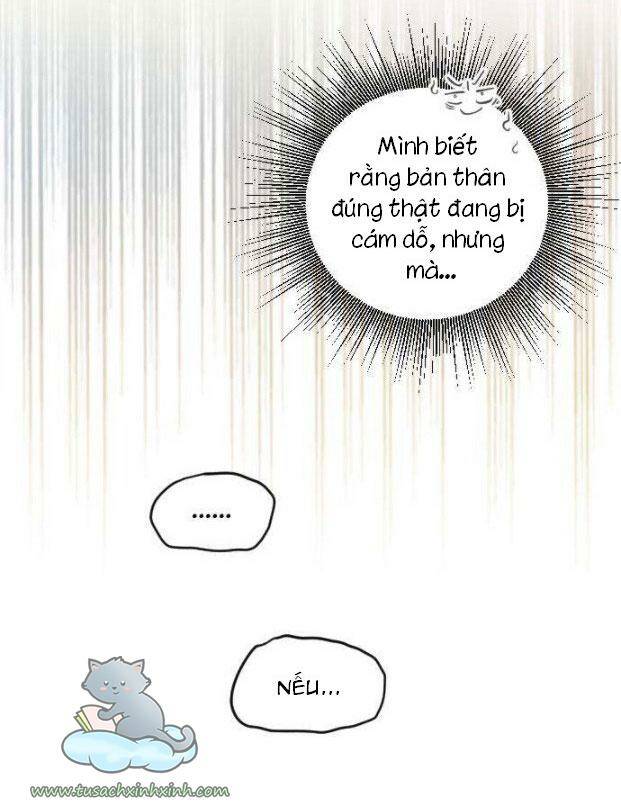 Mình biết
rằng bản thân
đúng thật đang bị
cám dỗ, nhưng
mà...
......
NẾU...
www.tusachxinhxinh.com